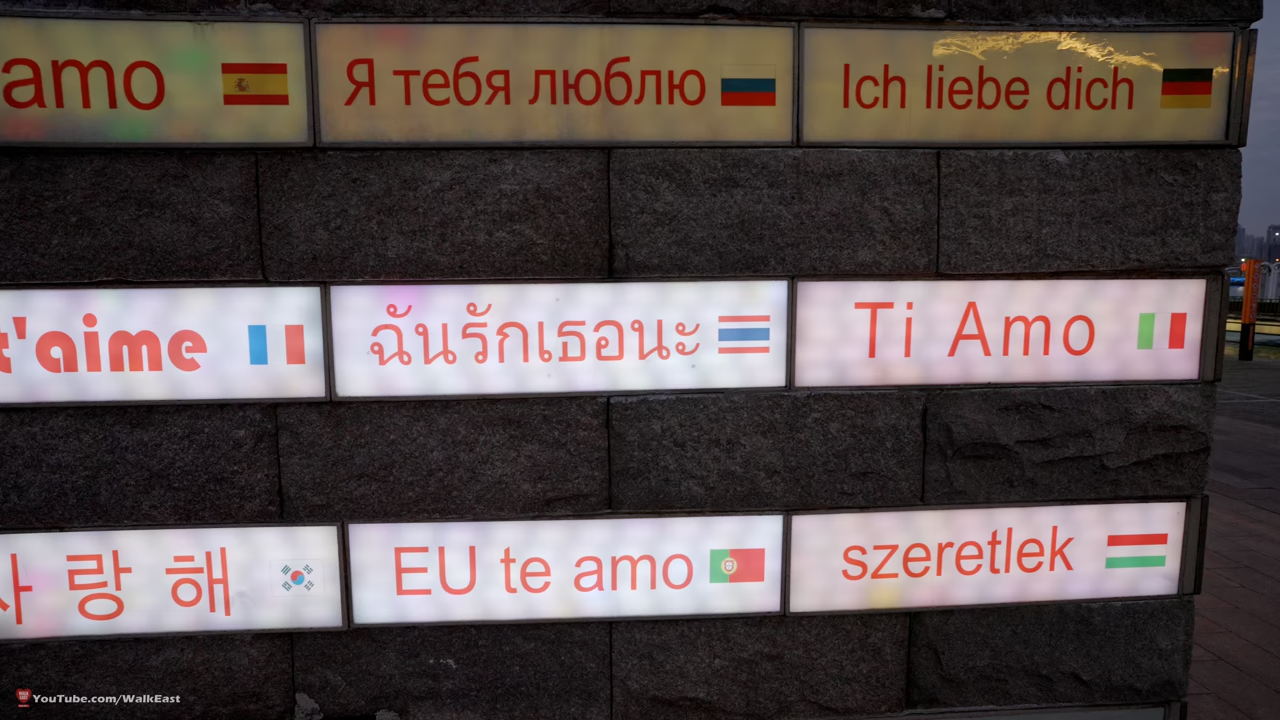 amo
Я тебя люблю
Ich liebe dich
t'aime
ฉันรักเธอนะ
Ti Amo
사랑해
EU te amo
szeretlek
YouTube.com/WalkEast